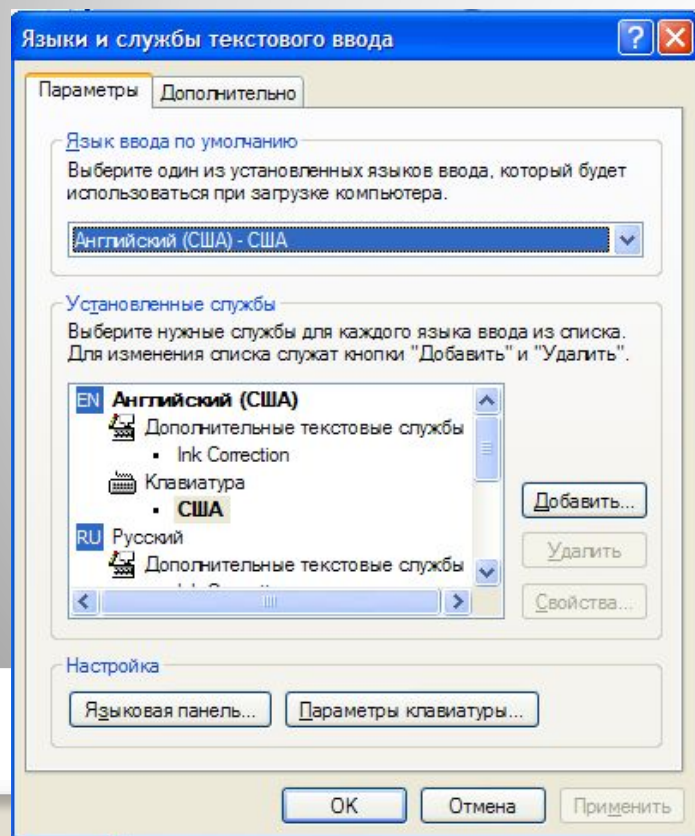 Языки и службы текстового ввода
Параметры
Дополнительно
Язык ввода по умолчанию
Выберите один из установленных языков ввода, который будет
использоваться при загрузке компьютера.
Английский (США) - США
Установленные службы
Выберите нужные службы для каждого языка ввода из списка.
Для изменения списка служат кнопки "Добавить" и "Удалить".
EN Английский (США)
Дополнительные текстовые службы
• Ink Correction
Клавиатура
• США
RU Русский
Дополнительные текстовые службы
Добавить...
Удалить
Свойства...
Настройка
Языковая панель...
Параметры клавиатуры...
OK
Отмена
Применить